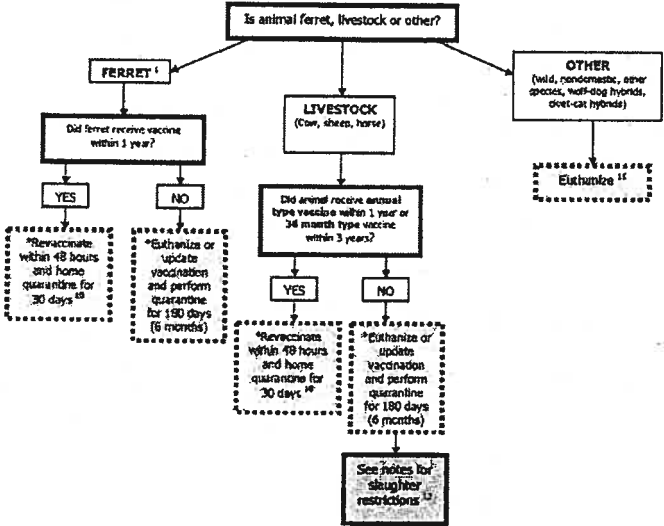 Is animal ferret, livestock or other?
FERRET
OTHER
(wild, nondomestic, other
species, wolf-dog hybrids,
hybrids)
LIVESTOCK
(Cow, sheep, horse)
Did ferret receive vaccine
within 1 year?
Euthanize
YES
NO
Did animal receive annual
type vaccine within 1 year or
36 month type vaccine
within 3 years?
*Revaccinate
within 48 hours
and home
quarantine for
30 days
*Euthanize or
update
vaccination
and perform
quarantine
for 180 days
(6 months)
YES
NO
*Revaccinate
within 48 hours
and home
quarantine for
30 days
*Euthanize or
update
vaccination
and perform
quarantine
for 180 days
(6 months)
See notes for
slaughter
restrictions